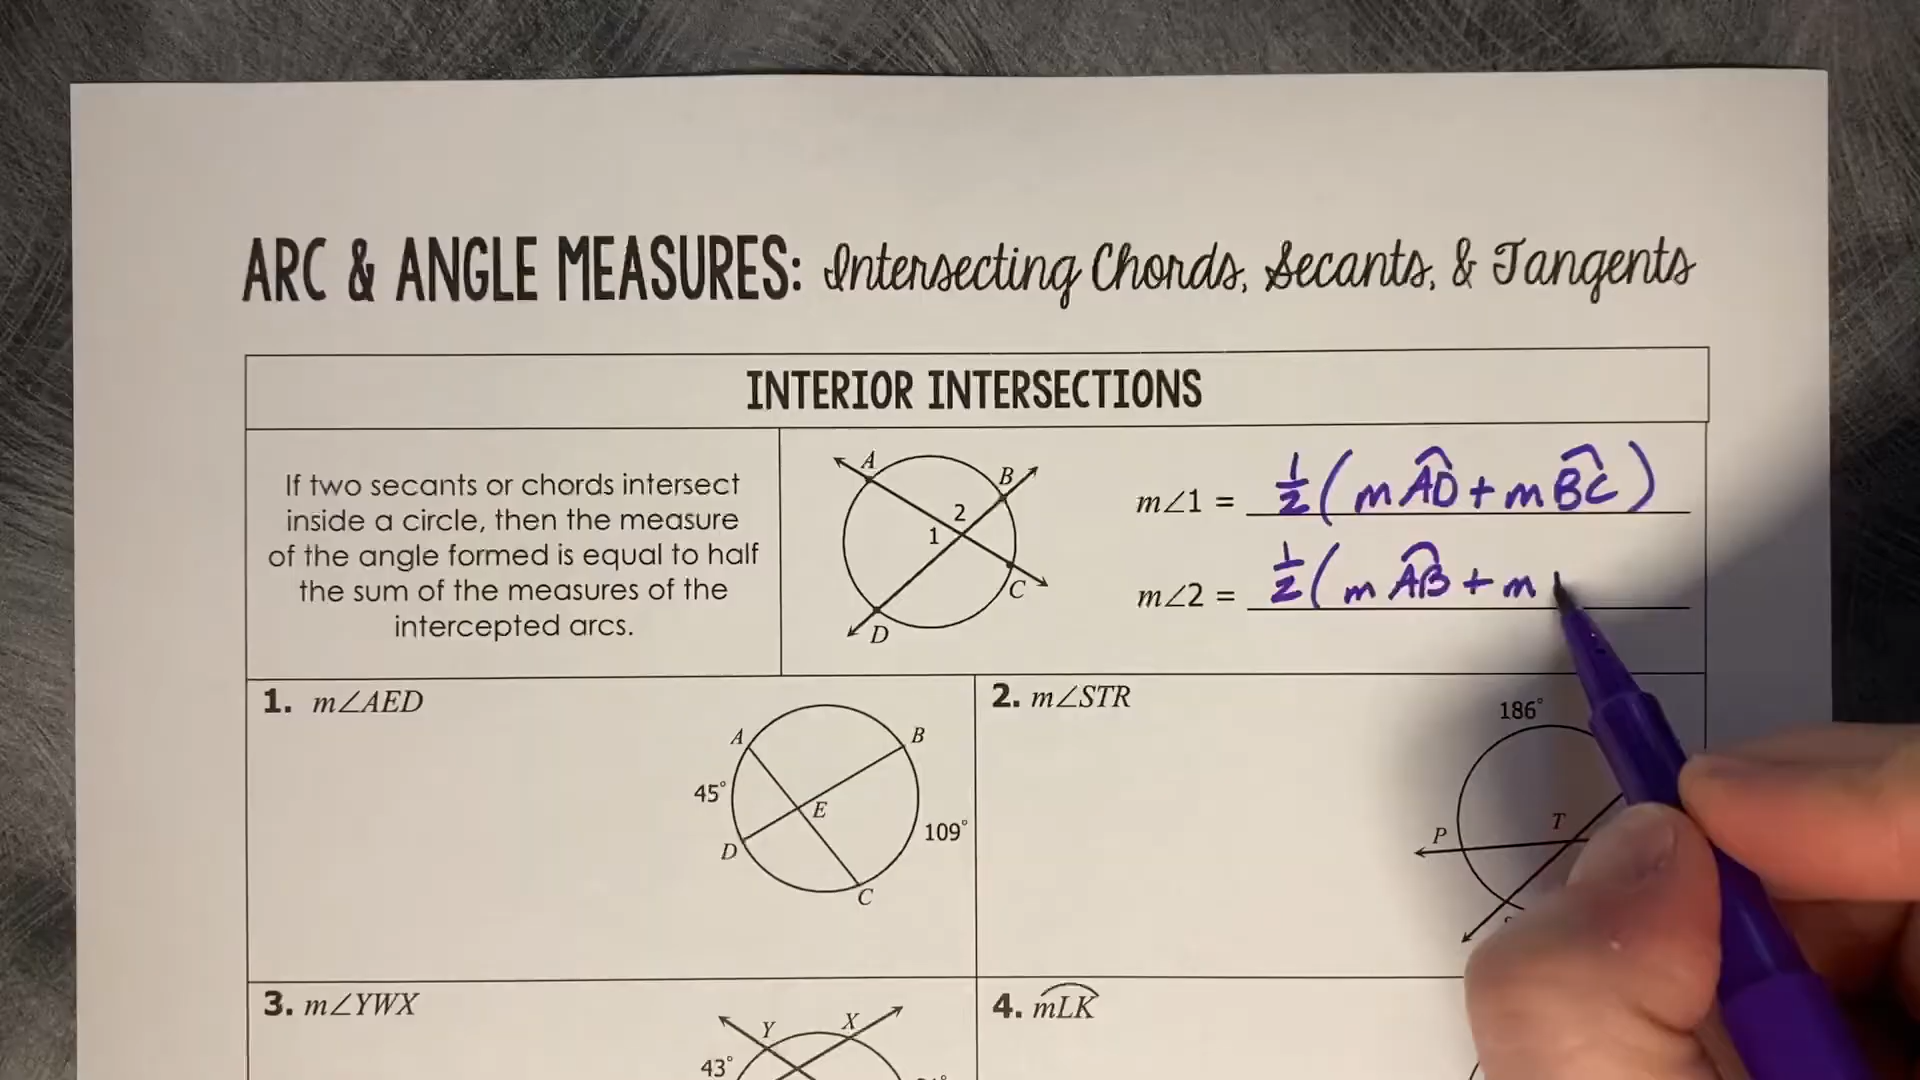 ARC & ANGLE MEASURES: Intersecting Chords, Secants, & Tangents
INTERIOR INTERSECTIONS
If two secants or chords intersect
inside a circle, then the measure
of the angle formed is equal to half
the sum of the measures of the
intercepted arcs.
A
B
2
1
C
D
m∠1 = 1/2 (mAD + mBC)
m∠2 = 1/2 (mAB + m
1. m∠AED
A
B
45°
E
109°
D
C
2. m∠STR
186°
P
T
3. m∠YWX
Y
X
43°
4. mLK